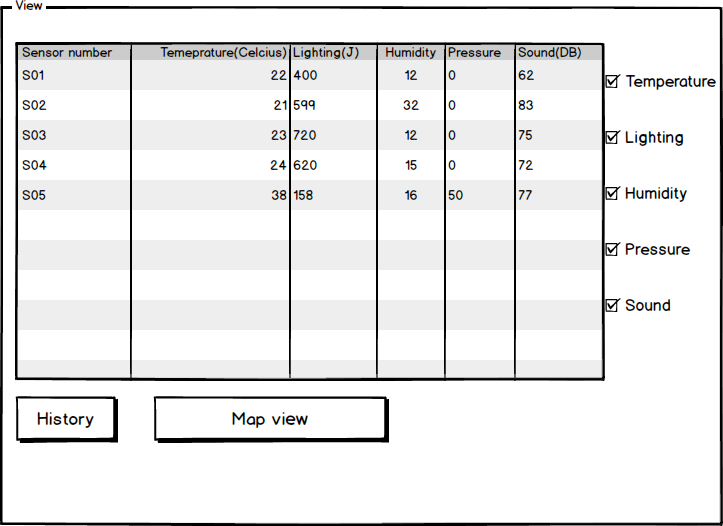 View
Sensor number Temeprature(Celcius) Lighting(J) Humidity Pressure Sound(DB)
S01 22 400 12 0 62
Temperature
S02 21 599 32 0 83
S03 23 720 12 0 75
Lighting
S04 24 620 15 0 72
S05 38 158 16 50 77
Humidity
Pressure
Sound
History Map view